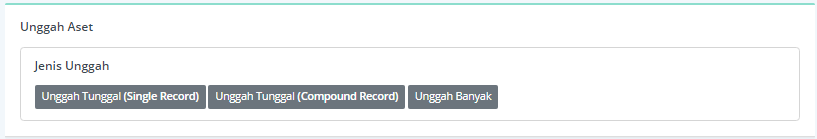 Unggah Aset
Jenis Unggah
Unggah Tunggal (Single Record) Unggah Tunggal (Compound Record) Unggah Banyak